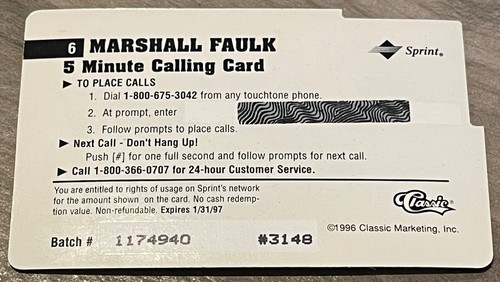 6 MARSHALL FAULK
5 Minute Calling Card
Sprint®
► TO PLACE CALLS
1. Dial 1-800-675-3042 from any touchtone phone.
2. At prompt, enter
3. Follow prompts to place calls.
► Next Call - Don't Hang Up!
Push [#] for one full second and follow prompts for next call.
► Call 1-800-366-0707 for 24-hour Customer Service.
You are entitled to rights of usage on Sprint's network
for the amount shown on the card. No cash redemp-
tion value. Non-refundable. Expires 1/31/97
Classic®
©1996 Classic Marketing, Inc.
Batch # 1174940 #3148